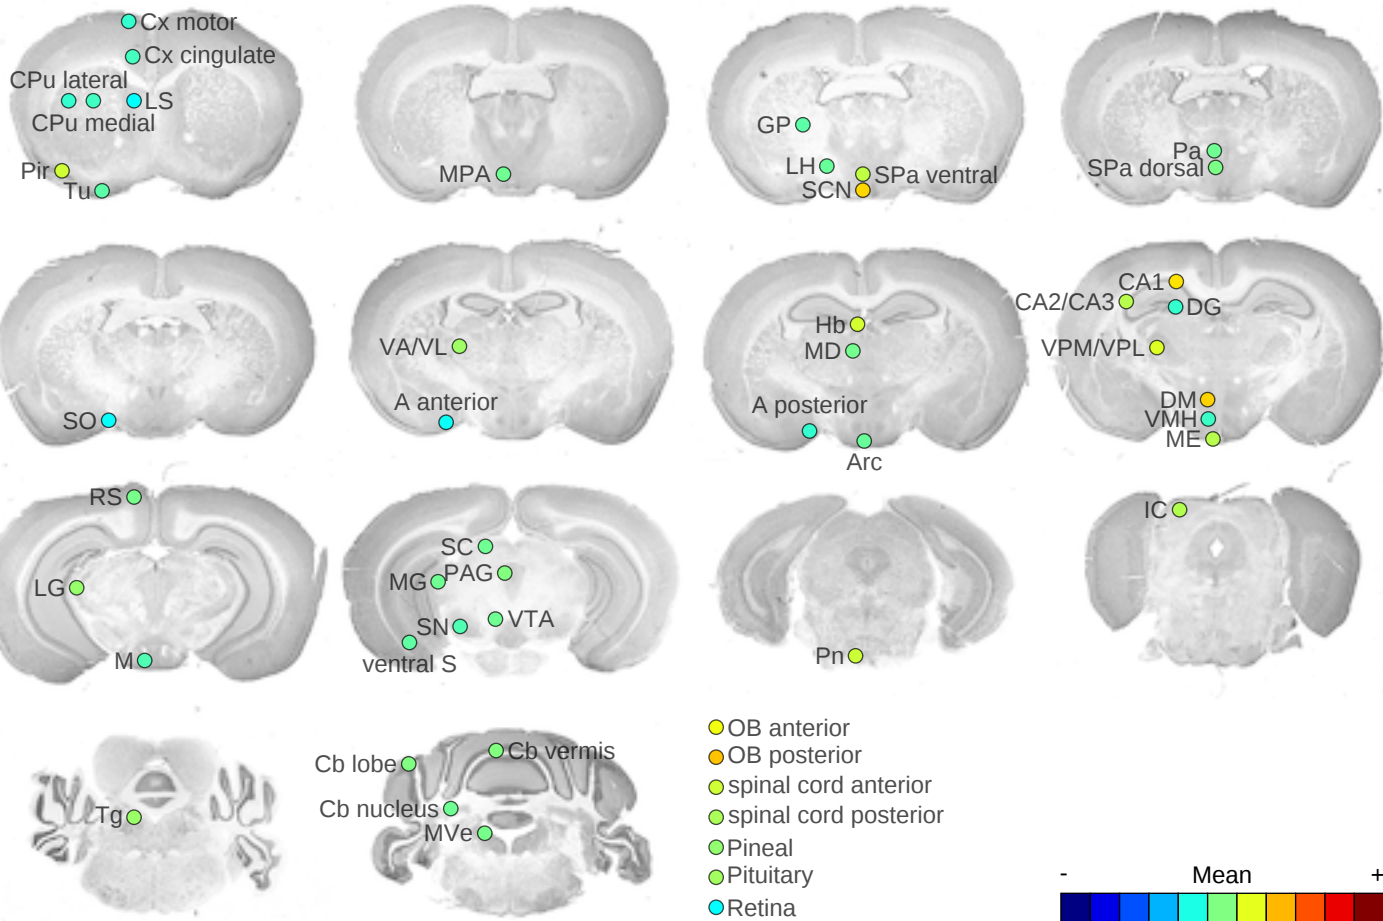 Cx motor
Cx cingulate
CPu lateral
LS
CPu medial
Pir
Tu
MPA
GP
LH
SPa ventral
SCN
Pa
SPa dorsal
SO
VA/VL
A anterior
Hb
MD
A posterior
Arc
CA1
CA2/CA3
DG
VPM/VPL
DM
VMH
ME
RS
LG
M
SC
MG
PAG
SN
VTA
ventral S
Pn
IC
Tg
Cb lobe
Cb vermis
Cb nucleus
MVe
OB anterior
OB posterior
spinal cord anterior
spinal cord posterior
Pineal
Pituitary
Retina
- Mean +